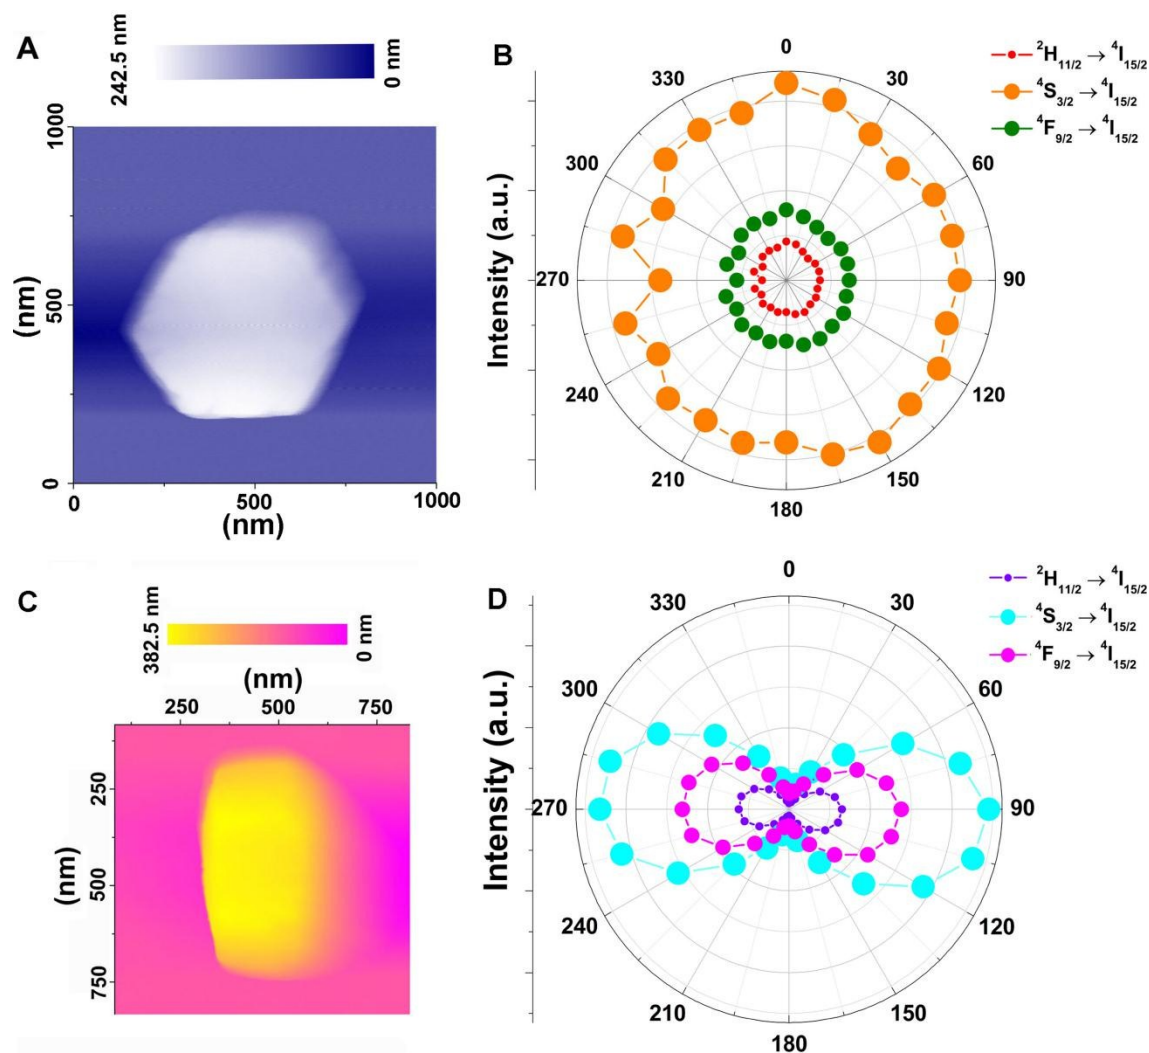 A
242.5 nm
0 nm
1000
500
0
(nm)
0
500
1000
(nm)
B
²H₁₁/₂ → ⁴I₁₅/₂
⁴S₃/₂ → ⁴I₁₅/₂
⁴F₉/₂ → ⁴I₁₅/₂
Intensity (a.u.)
0
30
60
90
120
150
180
210
240
270
300
330
C
382.5 nm
0 nm
(nm)
250
500
750
(nm)
250
500
750
D
²H₁₁/₂ → ⁴I₁₅/₂
⁴S₃/₂ → ⁴I₁₅/₂
⁴F₉/₂ → ⁴I₁₅/₂
Intensity (a.u.)
0
30
60
90
120
150
180
210
240
270
300
330